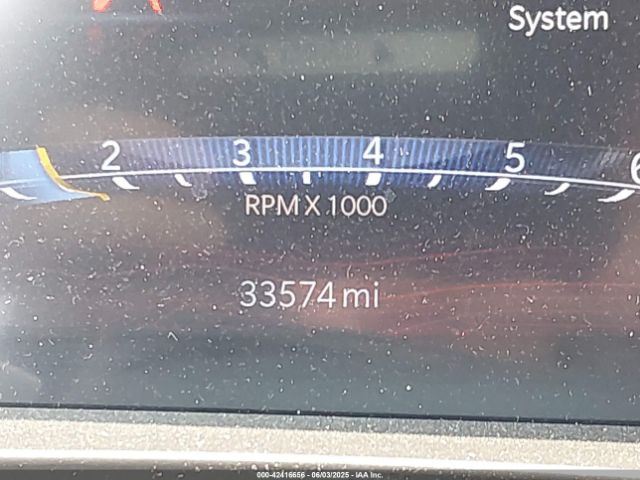 System
2 3 4 5 6
RPM X 1000
33574 mi
000-42416656 - 06/03/2025 - IAA Inc.